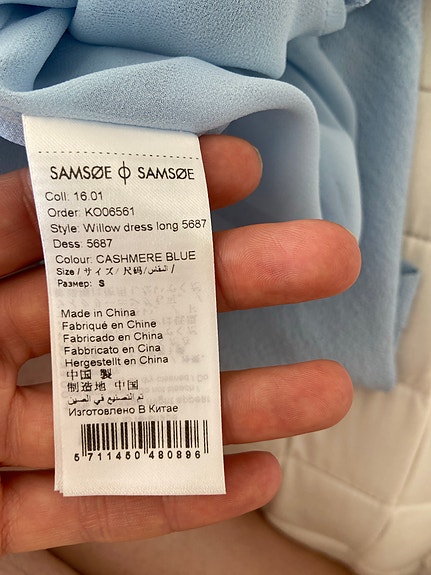 SAMSØE ϕ SAMSØE
Coll: 16.01
Order: KO06561
Style: Willow dress long 5687
Dess: 5687
Colour: CASHMERE BLUE
Size / サイズ / 尺码 / المقاس /
Размер: S
Made in China
Fabriqué en Chine
Fabricado en China
Fabbricato en Cina
Hergestellt en China
中国 製
制造地 中国
تم التصنيع في الصين
Изготовлено В Китае
5 711450 480896